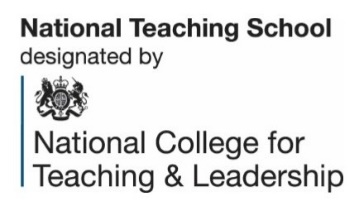 National Teaching School
designated by
National College for
Teaching & Leadership